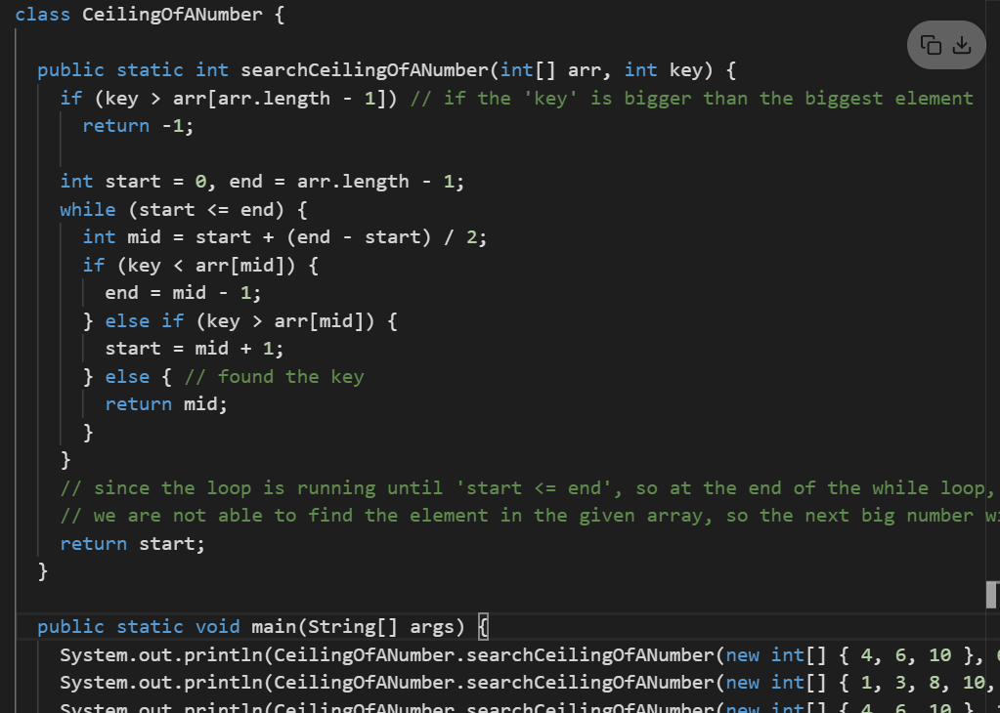 class CeilingOfANumber {
public static int searchCeilingOfANumber(int[] arr, int key) {
if (key > arr[arr.length - 1]) // if the 'key' is bigger than the biggest element
return -1;
int start = 0, end = arr.length - 1;
while (start <= end) {
int mid = start + (end - start) / 2;
if (key < arr[mid]) {
end = mid - 1;
} else if (key > arr[mid]) {
start = mid + 1;
} else { // found the key
return mid;
}
}
// since the loop is running until 'start <= end', so at the end of the while loop,
// we are not able to find the element in the given array, so the next big number
return start;
}
public static void main(String[] args) {
System.out.println(CeilingOfANumber.searchCeilingOfANumber(new int[] { 4, 6, 10 },
System.out.println(CeilingOfANumber.searchCeilingOfANumber(new int[] { 1, 3, 8, 10,
System.out.println(CeilingOfANumber.searchCeilingOfANumber(new int[] { 4, 6, 10 },